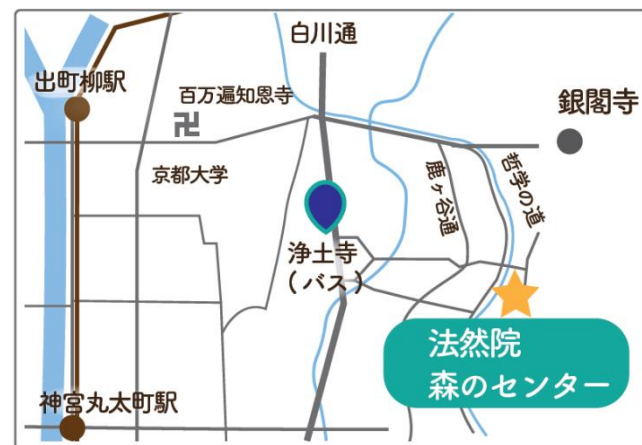 白川通
出町柳駅
百万遍知恩寺
卍
銀閣寺
京都大学
鹿ヶ谷通
哲学の道
浄土寺
(バス)
法然院
森のセンター
神宮丸太町駅